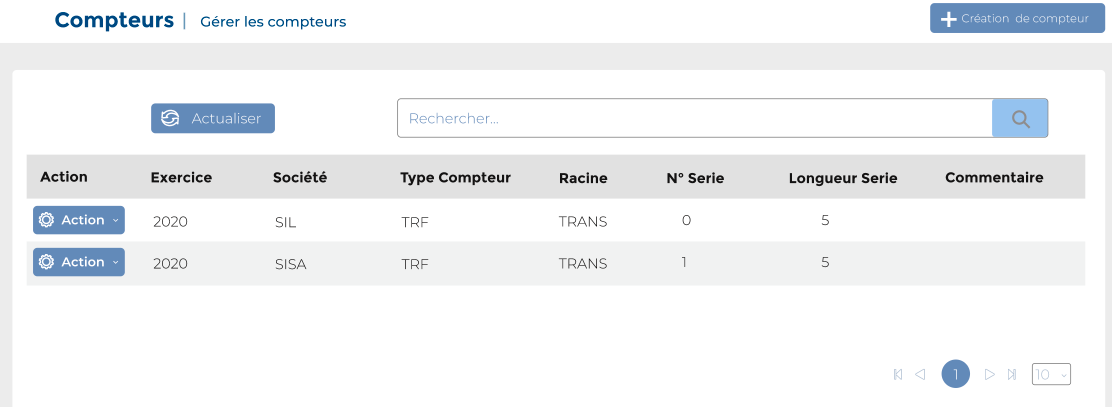 Compteurs | Gérer les compteurs
Création de compteur
Actualiser
Rechercher...
Action Exercice Société Type Compteur Racine N° Serie Longueur Serie Commentaire
Action 2020 SIL TRF TRANS 0 5
Action 2020 SISA TRF TRANS 1 5
1 10